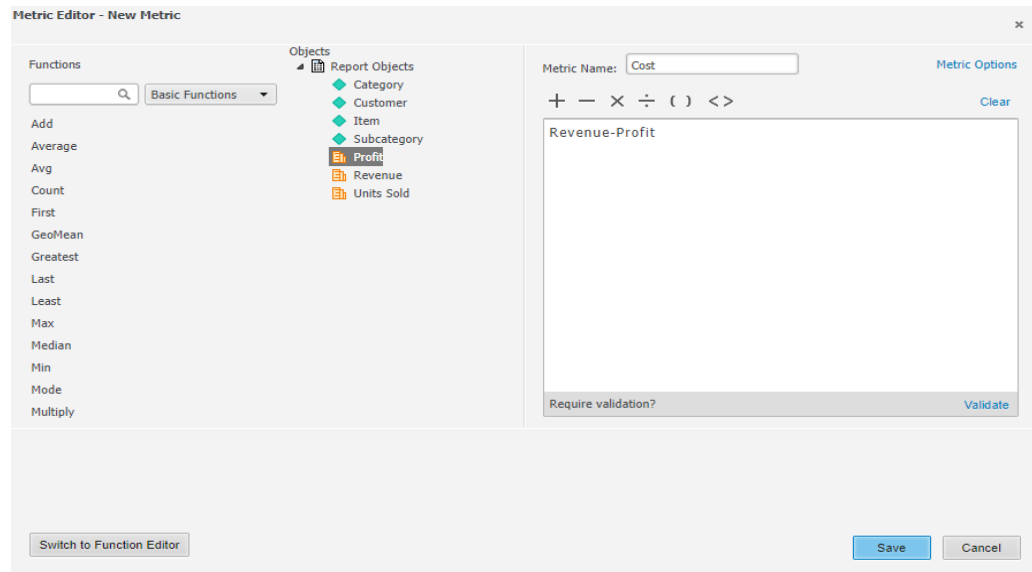 Metric Editor - New Metric
×
Functions
Basic Functions
Add
Average
Avg
Count
First
GeoMean
Greatest
Last
Least
Max
Median
Min
Mode
Multiply
Objects
Report Objects
Category
Customer
Item
Subcategory
Profit
Revenue
Units Sold
Metric Name: Cost
Metric Options
+ − × ÷ ( ) < >
Clear
Revenue-Profit
Require validation?
Validate
Switch to Function Editor
Save
Cancel